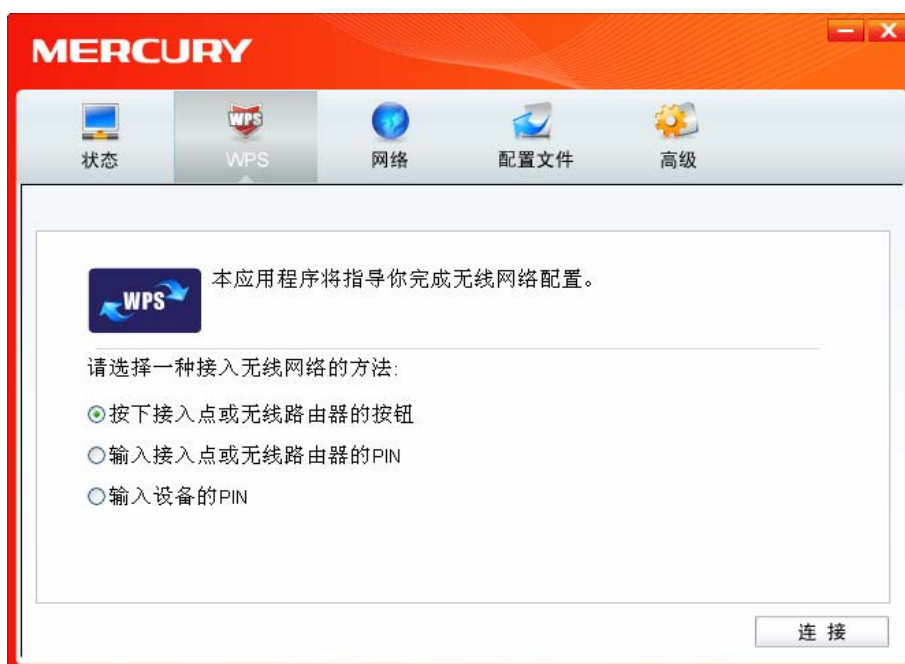 MERCURY
状态
WPS
WPS
网络
配置文件
高级
WPS
本应用程序将指导你完成无线网络配置。
请选择一种接入无线网络的方法:
按下接入点或无线路由器的按钮
输入接入点或无线路由器的PIN
输入设备的PIN
连 接